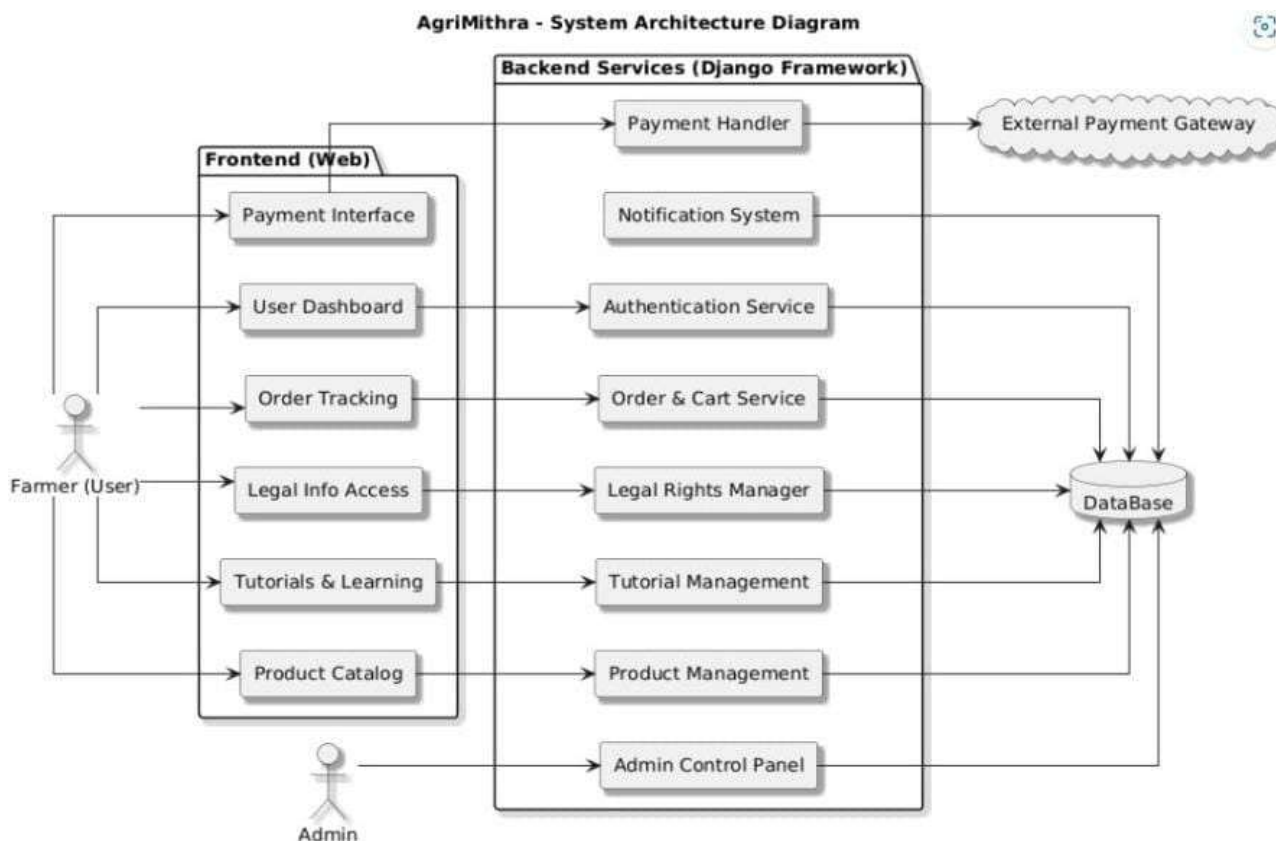 AgriMithra - System Architecture Diagram
Backend Services (Django Framework)
Payment Handler
External Payment Gateway
Frontend (Web)
Payment Interface
Notification System
User Dashboard
Authentication Service
Order Tracking
Order & Cart Service
Farmer (User)
Legal Info Access
Legal Rights Manager
DataBase
Tutorials & Learning
Tutorial Management
Product Catalog
Product Management
Admin Control Panel
Admin